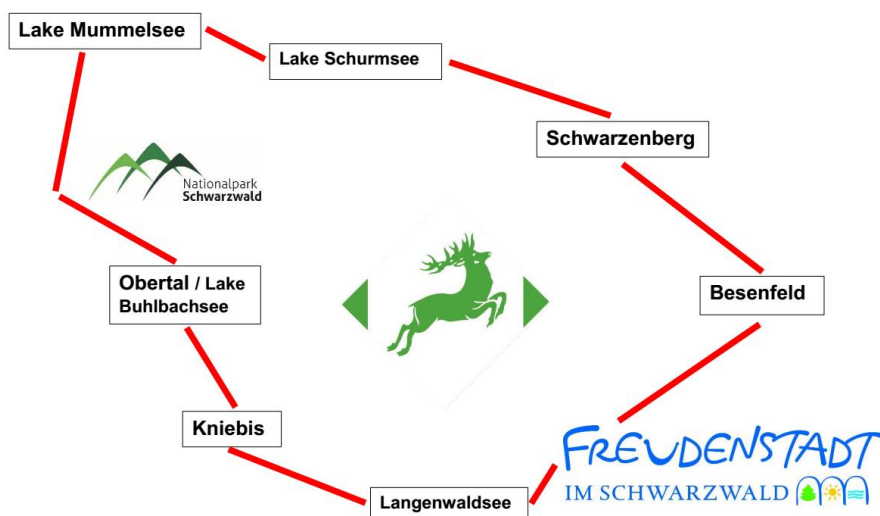 Lake Mummelsee
Lake Schurmsee
Schwarzenberg
Nationalpark
Schwarzwald
Obertal / Lake
Buhlbachsee
Besenfeld
Kniebis
FREUDENSTADT
IM SCHWARZWALD
Langenwaldsee